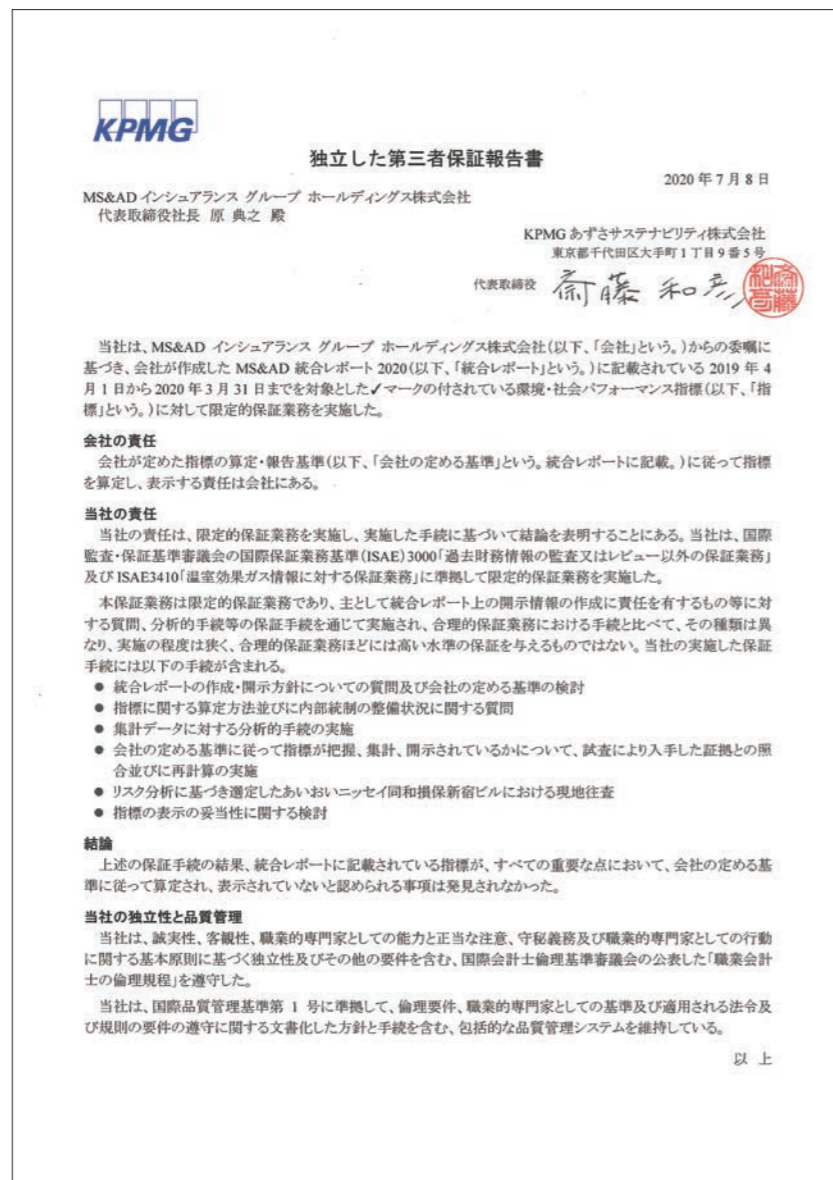 KPMG
独立した第三者保証報告書
2020 年 7 月 8 日
MS&AD インシュアランス グループ ホールディングス株式会社
代表取締役社長 原 典之 殿
KPMG あずさサステナビリティ株式会社
東京都千代田区大手町 1 丁目 9 番 5 号
代表取締役 斎藤 和彦
当社は、MS&AD インシュアランス グループ ホールディングス株式会社(以下、「会社」という。)からの委嘱に
基づき、会社が作成した MS&AD 統合レポート 2020(以下、「統合レポート」という。)に記載されている 2019 年 4
月 1 日から 2020 年 3 月 31 日までを対象とした✓マークの付されている環境・社会パフォーマンス指標(以下、「指
標」という。)に対して限定的保証業務を実施した。
会社の責任
会社が定めた指標の算定・報告基準(以下、「会社の定める基準」という。統合レポートに記載。)に従って指標
を算定し、表示する責任は会社にある。
当社の責任
当社の責任は、限定的保証業務を実施し、実施した手続に基づいて結論を表明することにある。当社は、国際
監査・保証基準審議会の国際保証業務基準(ISAE)3000「過去財務情報の監査又はレビュー以外の保証業務」
及び ISAE3410「温室効果ガス情報に対する保証業務」に準拠して限定的保証業務を実施した。
本保証業務は限定的保証業務であり、主として統合レポート上の開示情報の作成に責任を有するもの等に対
する質問、分析的手続等の保証手続を通じて実施され、合理的保証業務における手続と比べて、その種類は異
なり、実施の程度は狭く、合理的保証業務ほどには高い水準の保証を与えるものではない。当社の実施した保証
手続には以下の手続が含まれる。
● 統合レポートの作成・開示方針についての質問及び会社の定める基準の検討
● 指標に関する算定方法並びに内部統制の整備状況に関する質問
● 集計データに対する分析的手続の実施
● 会社の定める基準に従って指標が把握、集計、開示されているかについて、試査により入手した証拠との照
合並びに再計算の実施
● リスク分析に基づき選定したあいおいニッセイ同和損保新宿ビルにおける現地往査
● 指標の表示の妥当性に関する検討
結論
上述の保証手続の結果、統合レポートに記載されている指標が、すべての重要な点において、会社の定める基
準に従って算定され、表示されていないと認められる事項は発見されなかった。
当社の独立性と品質管理
当社は、誠実性、客観性、職業的専門家としての能力と正当な注意、守秘義務及び職業的専門家としての行動
に関する基本原則に基づく独立性及びその他の要件を含む、国際会計士倫理基準審議会の公表した「職業会計
士の倫理規程」を遵守した。
当社は、国際品質管理基準第 1 号に準拠して、倫理要件、職業的専門家としての基準及び適用される法令及
び規則の要件の遵守に関する文書化した方針と手続を含む、包括的な品質管理システムを維持している。
以 上